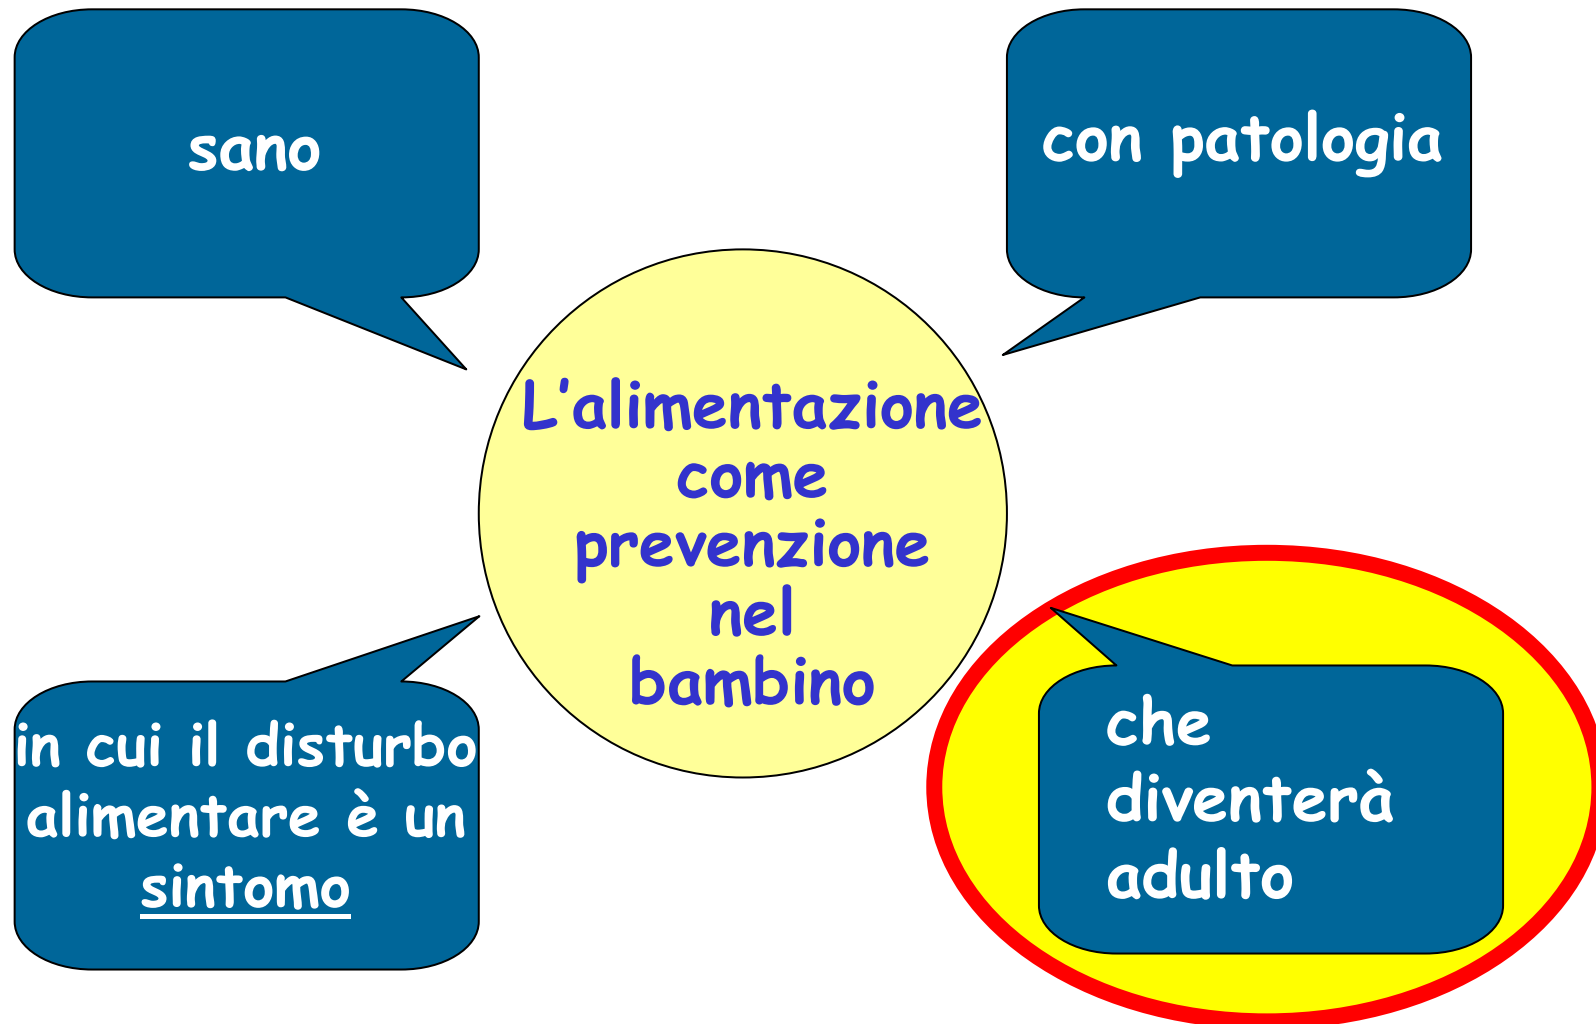 sano
con patologia
L'alimentazione
come
prevenzione
nel
bambino
in cui il disturbo
alimentare è un
sintomo
che
diventerà
adulto